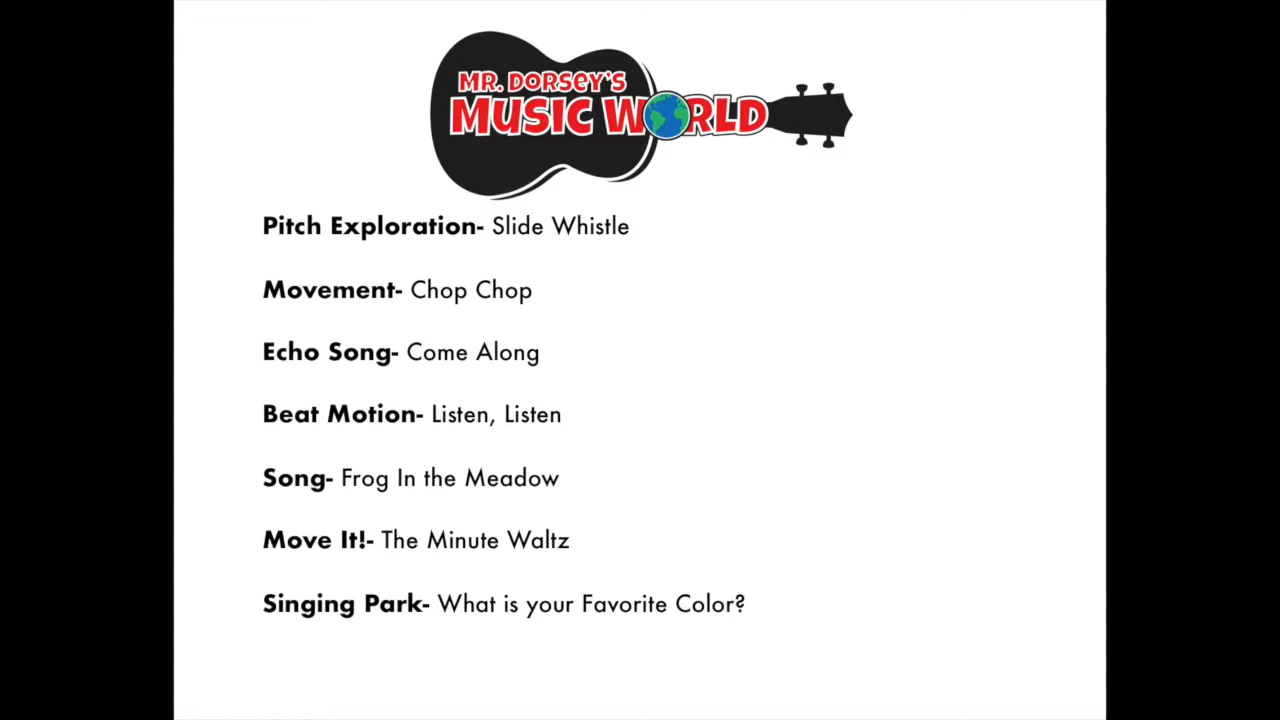 MR. DORSEY'S
MUSIC WORLD
Pitch Exploration- Slide Whistle
Movement- Chop Chop
Echo Song- Come Along
Beat Motion- Listen, Listen
Song- Frog In the Meadow
Move It!- The Minute Waltz
Singing Park- What is your Favorite Color?